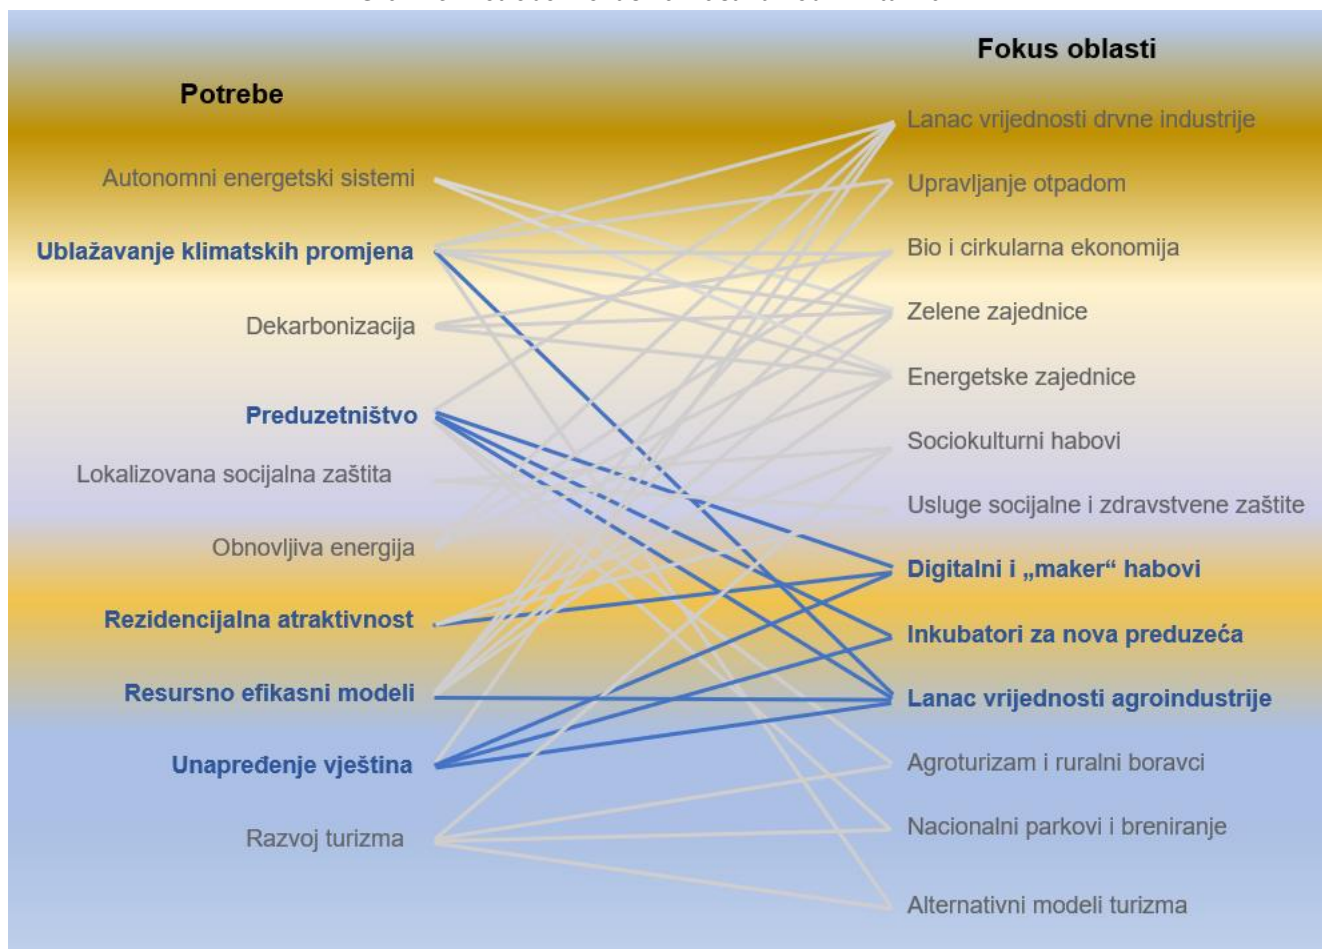 Potrebe
Autonomni energetski sistemi
Ublažavanje klimatskih promjena
Dekarbonizacija
Preduzetništvo
Lokalizovana socijalna zaštita
Obnovljiva energija
Rezidencijalna atraktivnost
Resursno efikasni modeli
Unapređenje vještina
Razvoj turizma
Fokus oblasti
Lanac vrijednosti drvne industrije
Upravljanje otpadom
Bio i cirkularna ekonomija
Zelene zajednice
Energetske zajednice
Sociokulturni habovi
Usluge socijalne i zdravstvene zaštite
Digitalni i „maker“ habovi
Inkubatori za nova preduzeća
Lanac vrijednosti agroindustrije
Agroturizam i ruralni boravci
Nacionalni parkovi i breniranje
Alternativni modeli turizma